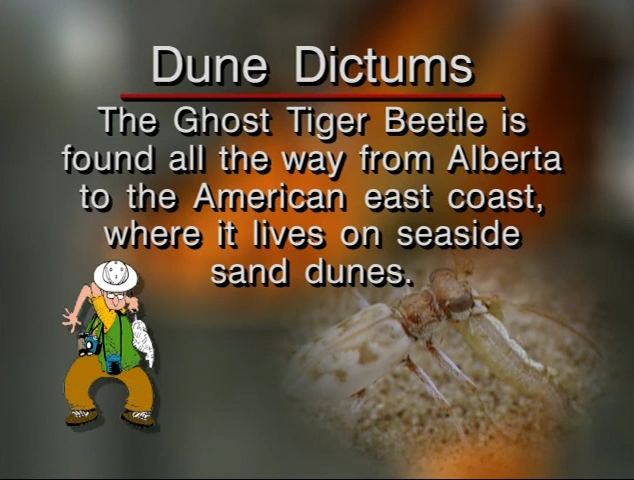 Dune Dictums
The Ghost Tiger Beetle is
found all the way from Alberta
to the American east coast,
where it lives on seaside
sand dunes.